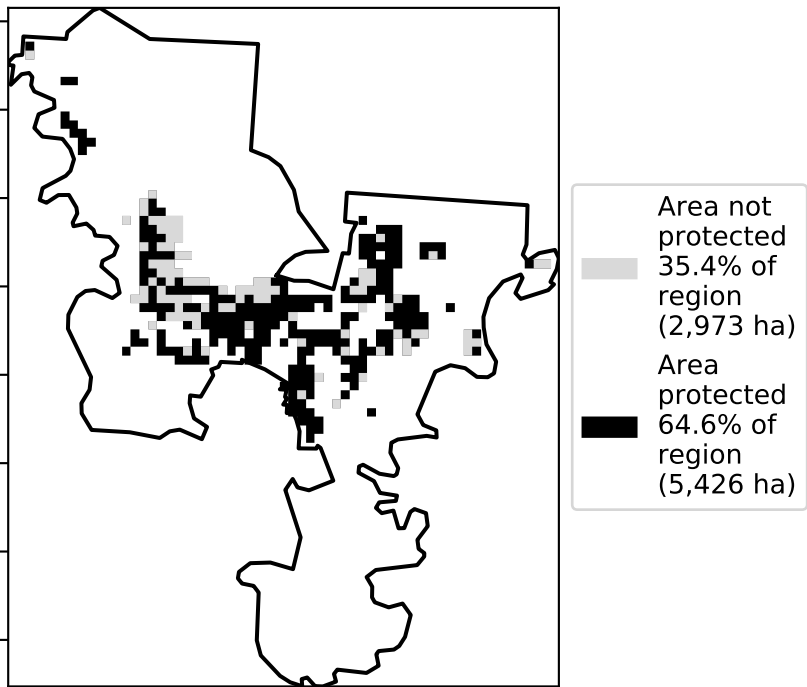 Area not
protected
35.4% of
region
(2,973 ha)
Area
protected
64.6% of
region
(5,426 ha)